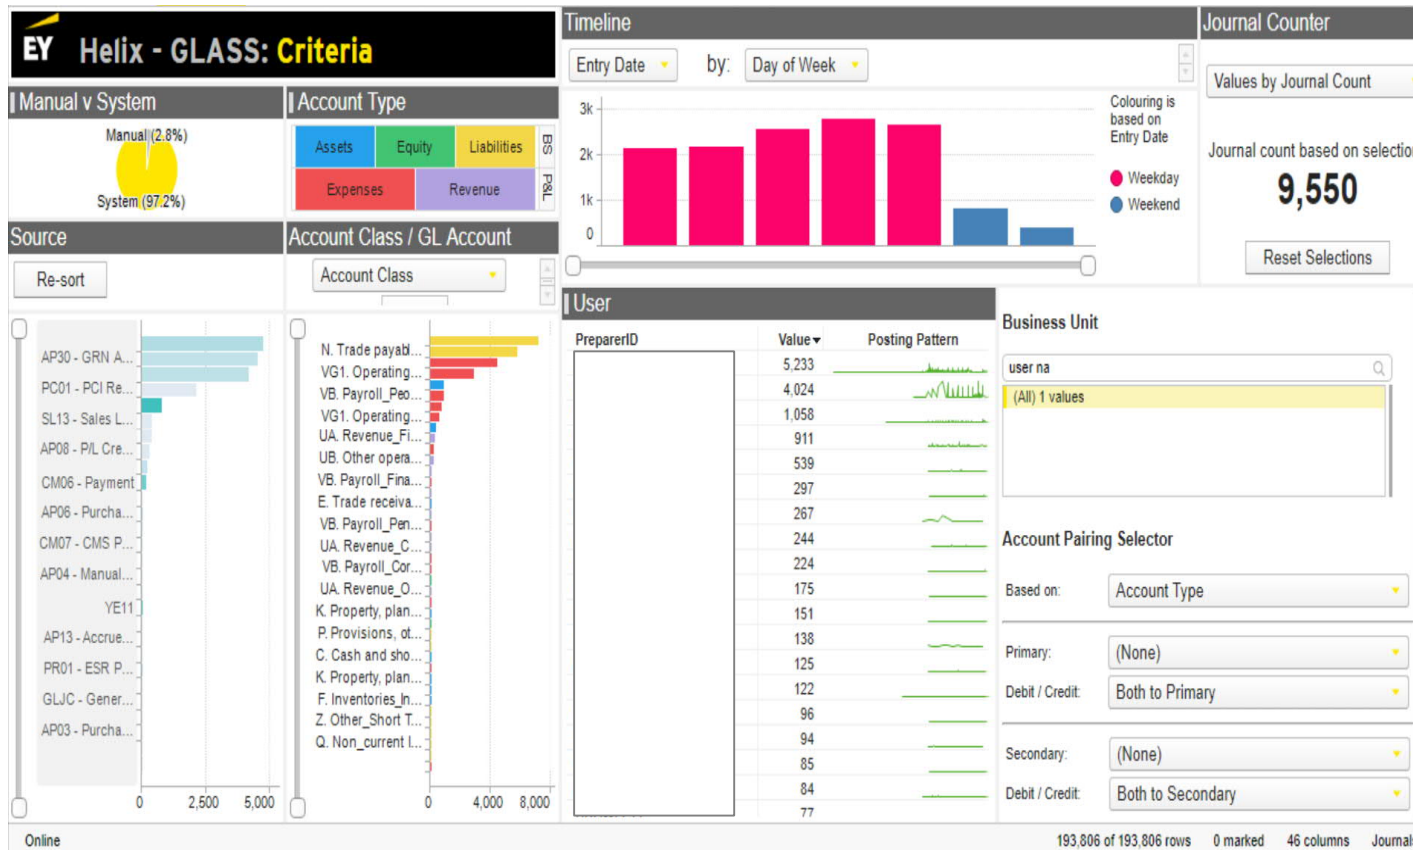 EY Helix - GLASS: Criteria
Manual v System
Manual (2.8%)
System (97.2%)
Account Type
Assets Equity Liabilities BS
Expenses Revenue P&L
Source
Re-sort
AP30 - GRN A...
PC01 - PCI Re...
SL13 - Sales L...
AP08 - P/L Cre...
CM06 - Payment
AP06 - Purcha...
CM07 - CMS P...
AP04 - Manual...
YE11
AP13 - Accrue...
PR01 - ESR P...
GLJC - Gener...
AP03 - Purcha...
0 2,500 5,000
Account Class / GL Account
Account Class
N. Trade payabl...
VG1. Operating...
VB. Payroll_Peo...
VG1. Operating...
UA. Revenue_Fi...
UB. Other opera...
VB. Payroll_Fina...
E. Trade receiva...
VB. Payroll_Pen...
UA. Revenue_C...
VB. Payroll_Cor...
UA. Revenue_O...
K. Property, plan...
P. Provisions, ot...
C. Cash and sho...
K. Property, plan...
F. Inventories_In...
Z. Other_Short T...
Q. Non_current l...
0 4,000 8,000
Timeline
Entry Date by: Day of Week
3k
2k
1k
0
Colouring is
based on
Entry Date
Weekday
Weekend
Journal Counter
Values by Journal Count
Journal count based on selection
9,550
Reset Selections
User
PreparerID Value Posting Pattern
5,233
4,024
1,058
911
539
297
267
244
224
175
151
138
125
122
96
94
85
84
77
Business Unit
user na
(All) 1 values
Account Pairing Selector
Based on: Account Type
Primary: (None)
Debit / Credit: Both to Primary
Secondary: (None)
Debit / Credit: Both to Secondary
Online
193,806 of 193,806 rows 0 marked 46 columns Journal